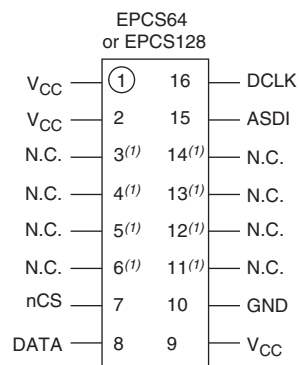 EPCS64
or EPCS128
VCC 1 16 DCLK
VCC 2 15 ASDI
N.C. 3(1) 14(1) N.C.
N.C. 4(1) 13(1) N.C.
N.C. 5(1) 12(1) N.C.
N.C. 6(1) 11(1) N.C.
nCS 7 10 GND
DATA 8 9 VCC